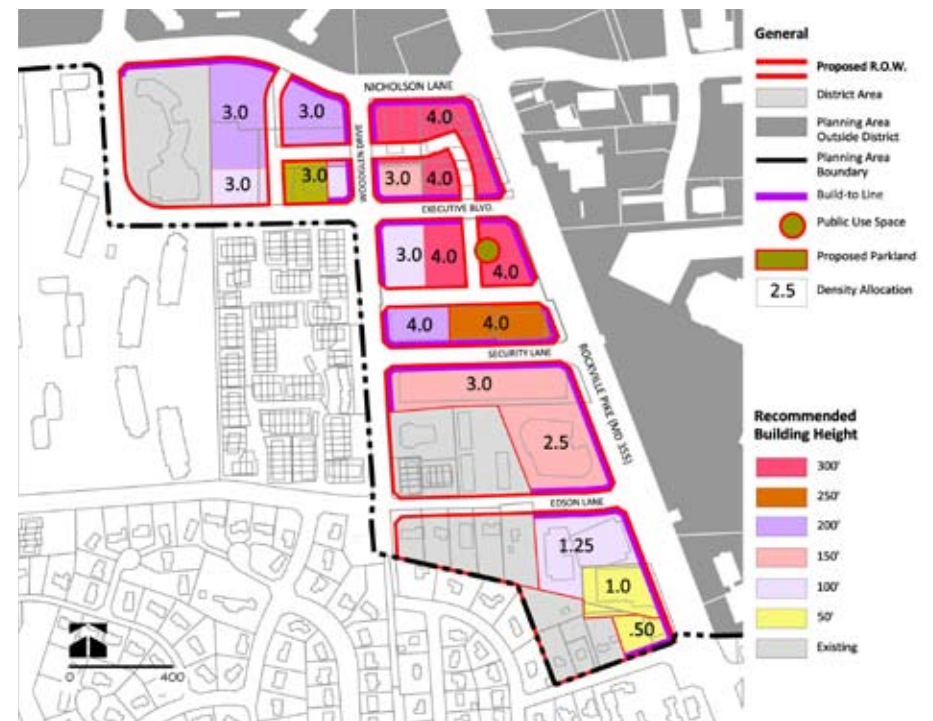 NICHOLSON LANE
3.0
3.0
4.0
3.0
3.0
3.0
4.0
WOODGLEN DRIVE
EXECUTIVE BLVD.
3.0
4.0
4.0
4.0
4.0
SECURITY LANE
ROCKVILLE PIKE (MD 355)
3.0
2.5
EDSON LANE
1.25
1.0
.50
0
400
General
Proposed R.O.W.
District Area
Planning Area
Outside District
Planning Area
Boundary
Build-to Line
Public Use Space
Proposed Parkland
2.5
Density Allocation
Recommended
Building Height
300'
250'
200'
150'
100'
50'
Existing